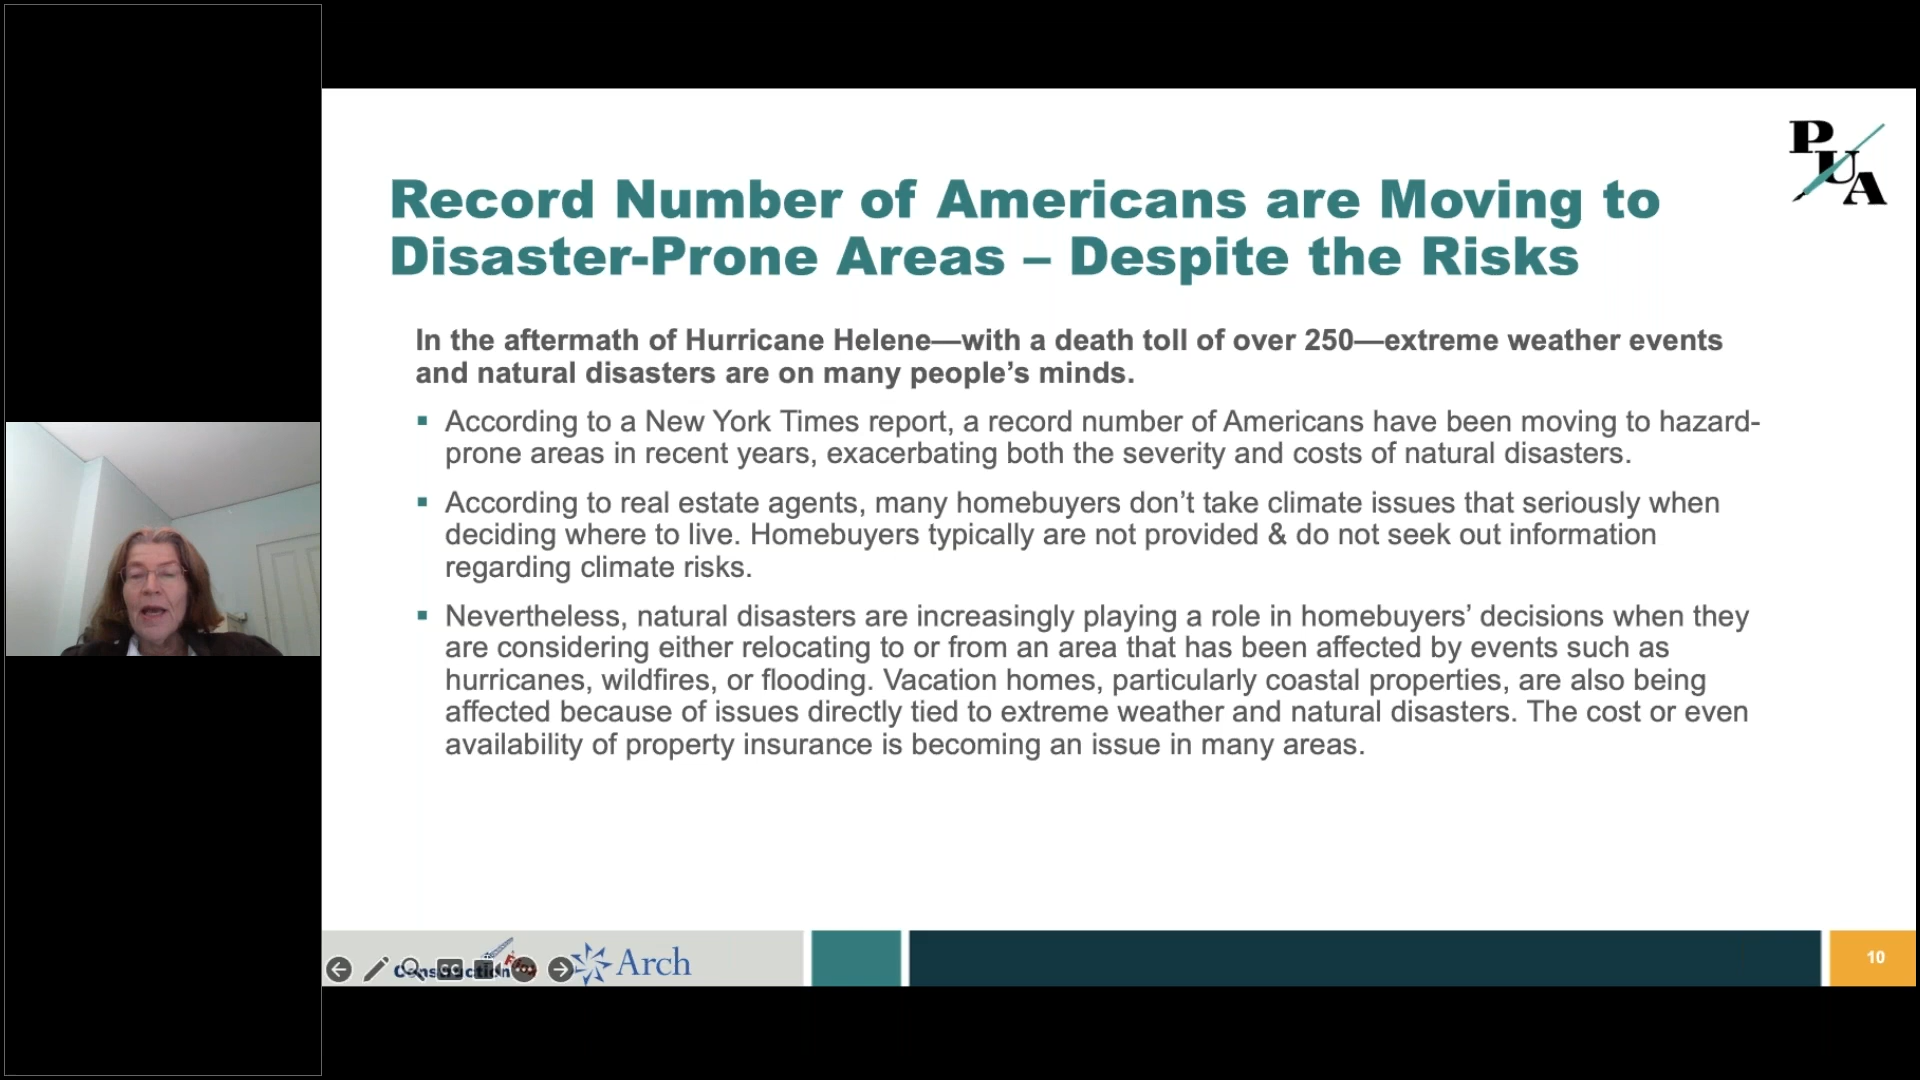 PUA
Record Number of Americans are Moving to
Disaster-Prone Areas – Despite the Risks
In the aftermath of Hurricane Helene—with a death toll of over 250—extreme weather events
and natural disasters are on many people’s minds.
▪ According to a New York Times report, a record number of Americans have been moving to hazard-
prone areas in recent years, exacerbating both the severity and costs of natural disasters.
▪ According to real estate agents, many homebuyers don’t take climate issues that seriously when
deciding where to live. Homebuyers typically are not provided & do not seek out information
regarding climate risks.
▪ Nevertheless, natural disasters are increasingly playing a role in homebuyers’ decisions when they
are considering either relocating to or from an area that has been affected by events such as
hurricanes, wildfires, or flooding. Vacation homes, particularly coastal properties, are also being
affected because of issues directly tied to extreme weather and natural disasters. The cost or even
availability of property insurance is becoming an issue in many areas.
Construction
Arch
10